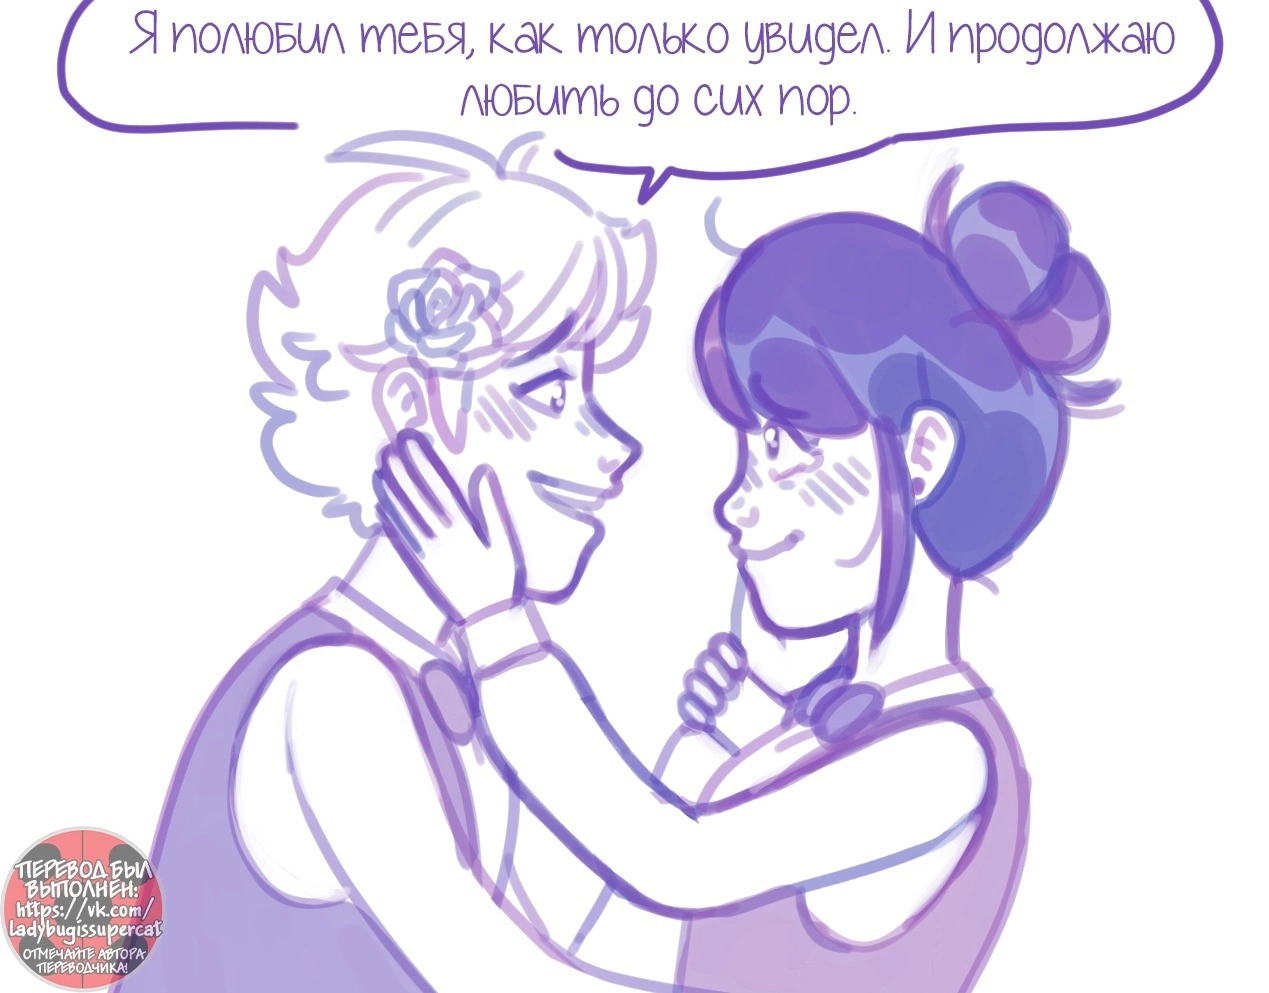 Я полюбил тебя, как только увидел. И продолжаю
любить до сих пор.
ПЕРЕВОД БЫЛ
ВЫПОЛНЕН:
https://vk.com/
ladybugissupercat
ОТМЕЧАЙТЕ АВТОРА
ПЕРЕВОДЧИКА!